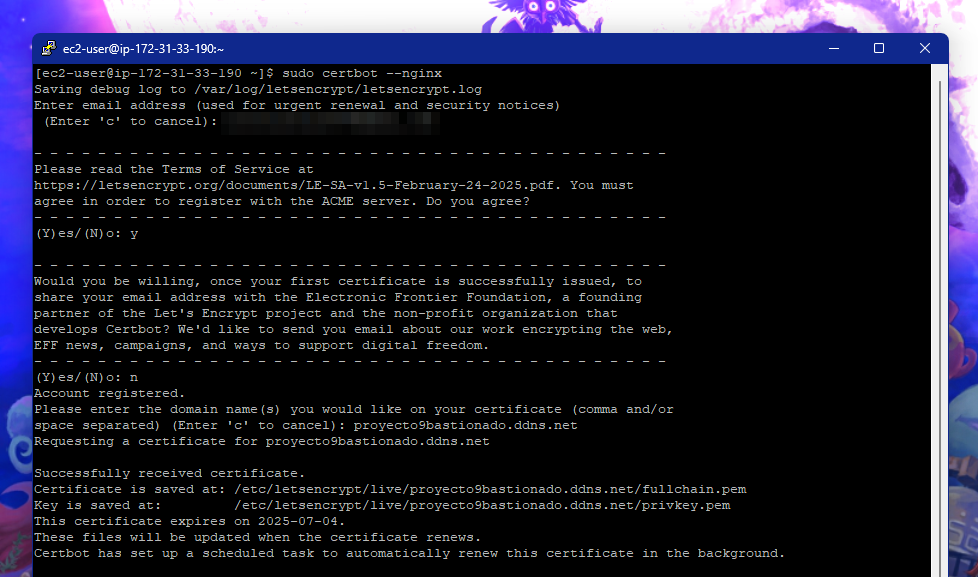 ec2-user@ip-172-31-33-190:~
[ec2-user@ip-172-31-33-190 ~]$ sudo certbot --nginx
Saving debug log to /var/log/letsencrypt/letsencrypt.log
Enter email address (used for urgent renewal and security notices)
 (Enter 'c' to cancel):
- - - - - - - - - - - - - - - - - - - - - - - - - - - - - - - - - - - - - - - -
Please read the Terms of Service at
https://letsencrypt.org/documents/LE-SA-v1.5-February-24-2025.pdf. You must
agree in order to register with the ACME server. Do you agree?
- - - - - - - - - - - - - - - - - - - - - - - - - - - - - - - - - - - - - - - -
(Y)es/(N)o: y
- - - - - - - - - - - - - - - - - - - - - - - - - - - - - - - - - - - - - - - -
Would you be willing, once your first certificate is successfully issued, to
share your email address with the Electronic Frontier Foundation, a founding
partner of the Let's Encrypt project and the non-profit organization that
develops Certbot? We'd like to send you email about our work encrypting the web,
EFF news, campaigns, and ways to support digital freedom.
- - - - - - - - - - - - - - - - - - - - - - - - - - - - - - - - - - - - - - - -
(Y)es/(N)o: n
Account registered.
Please enter the domain name(s) you would like on your certificate (comma and/or
space separated) (Enter 'c' to cancel): proyecto9bastionado.ddns.net
Requesting a certificate for proyecto9bastionado.ddns.net
Successfully received certificate.
Certificate is saved at: /etc/letsencrypt/live/proyecto9bastionado.ddns.net/fullchain.pem
Key is saved at:         /etc/letsencrypt/live/proyecto9bastionado.ddns.net/privkey.pem
This certificate expires on 2025-07-04.
These files will be updated when the certificate renews.
Certbot has set up a scheduled task to automatically renew this certificate in the background.